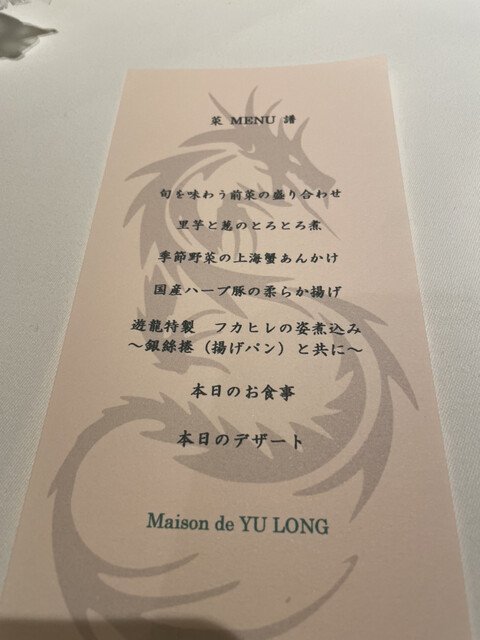 菜 MENU 譜
旬を味わう前菜の盛り合わせ
里芋と葱のとろとろ煮
季節野菜の上海蟹あんかけ
国産ハーブ豚の柔らか揚げ
遊龍特製　フカヒレの姿煮込み
～銀絲捲（揚げパン）と共に～
本日のお食事
本日のデザート
Maison de YU LONG